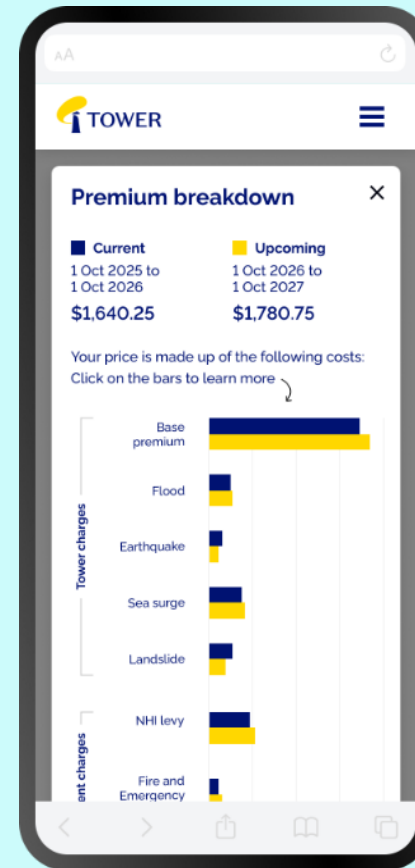 AA
TOWER
Premium breakdown
Current
1 Oct 2025 to
1 Oct 2026
$1,640.25
Upcoming
1 Oct 2026 to
1 Oct 2027
$1,780.75
Your price is made up of the following costs:
Click on the bars to learn more
Tower charges
Base
premium
Flood
Earthquake
Sea surge
Landslide
ent charges
NHI levy
Fire and
Emergency